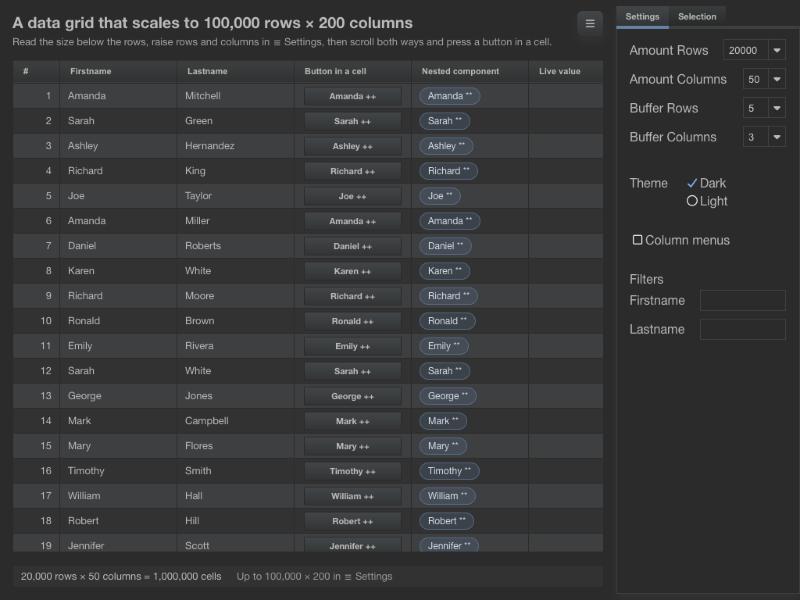 A data grid that scales to 100,000 rows × 200 columns
Read the size below the rows, raise rows and columns in ≡ Settings, then scroll both ways and press a button in a cell.
# Firstname Lastname Button in a cell Nested component Live value
1 Amanda Mitchell Amanda ++ Amanda **
2 Sarah Green Sarah ++ Sarah **
3 Ashley Hernandez Ashley ++ Ashley **
4 Richard King Richard ++ Richard **
5 Joe Taylor Joe ++ Joe **
6 Amanda Miller Amanda ++ Amanda **
7 Daniel Roberts Daniel ++ Daniel **
8 Karen White Karen ++ Karen **
9 Richard Moore Richard ++ Richard **
10 Ronald Brown Ronald ++ Ronald **
11 Emily Rivera Emily ++ Emily **
12 Sarah White Sarah ++ Sarah **
13 George Jones George ++ George **
14 Mark Campbell Mark ++ Mark **
15 Mary Flores Mary ++ Mary **
16 Timothy Smith Timothy ++ Timothy **
17 William Hall William ++ William **
18 Robert Hill Robert ++ Robert **
19 Jennifer Scott Jennifer ++ Jennifer **
20,000 rows × 50 columns = 1,000,000 cells Up to 100,000 × 200 in ≡ Settings
Settings Selection
Amount Rows 20000
Amount Columns 50
Buffer Rows 5
Buffer Columns 3
Theme Dark
Light
Column menus
Filters
Firstname
Lastname